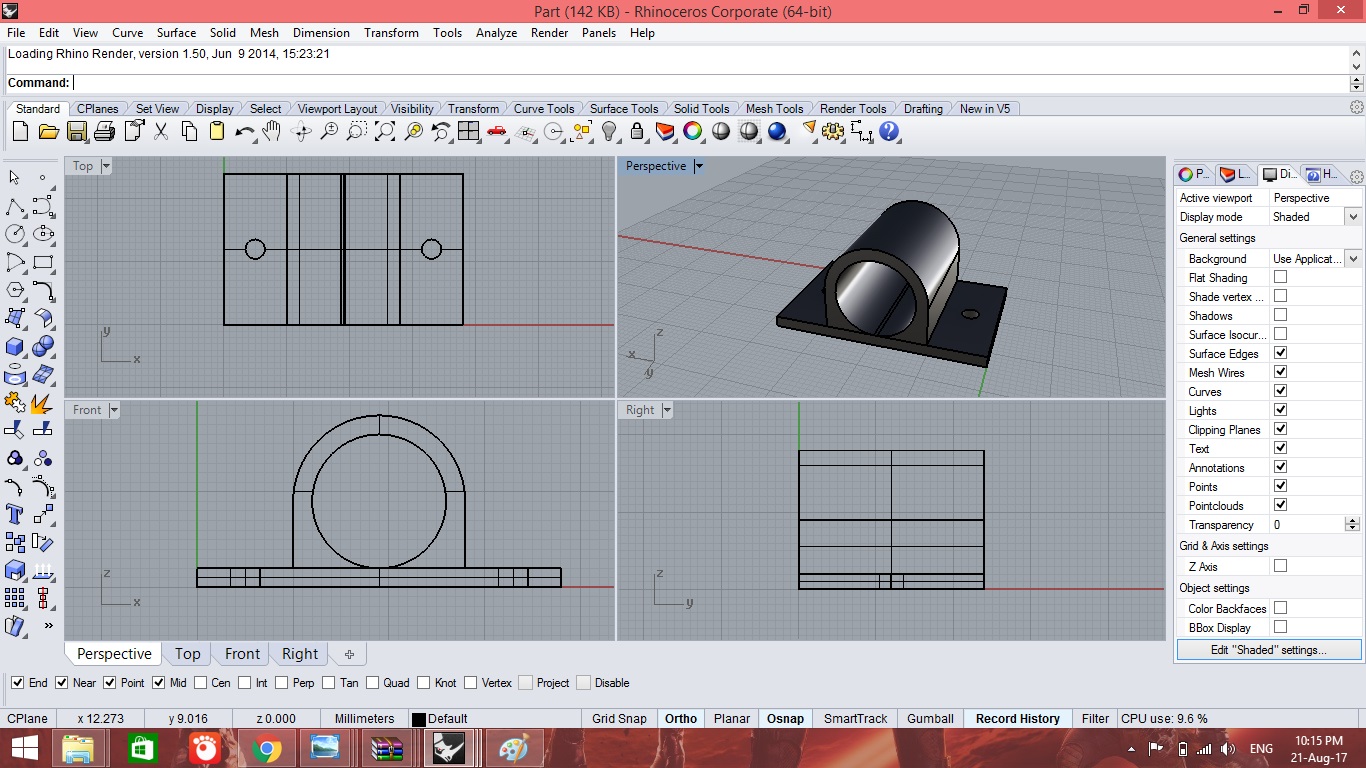 Part (142 KB) - Rhinoceros Corporate (64-bit)
File Edit View Curve Surface Solid Mesh Dimension Transform Tools Analyze Render Panels Help
Loading Rhino Render, version 1.50, Jun 9 2014, 15:23:21
Command:
Standard CPlanes Set View Display Select Viewport Layout Visibility Transform Curve Tools Surface Tools Solid Tools Mesh Tools Render Tools Drafting New in V5
Top
y
x
Perspective
z
x
y
Front
z
x
Right
z
y
P... L... Di... H...
Active viewport Perspective
Display mode Shaded
General settings
Background Use Applicat...
Flat Shading
Shade vertex ...
Shadows
Surface Isocur...
Surface Edges
Mesh Wires
Curves
Lights
Clipping Planes
Text
Annotations
Points
Pointclouds
Transparency 0
Grid & Axis settings
Z Axis
Object settings
Color Backfaces
BBox Display
Edit "Shaded" settings...
Perspective Top Front Right
End Near Point Mid Cen Int Perp Tan Quad Knot Vertex Project Disable
CPlane x 12.273 y 9.016 z 0.000 Millimeters Default Grid Snap Ortho Planar Osnap SmartTrack Gumball Record History Filter CPU use: 9.6 %
ENG
10:15 PM
21-Aug-17